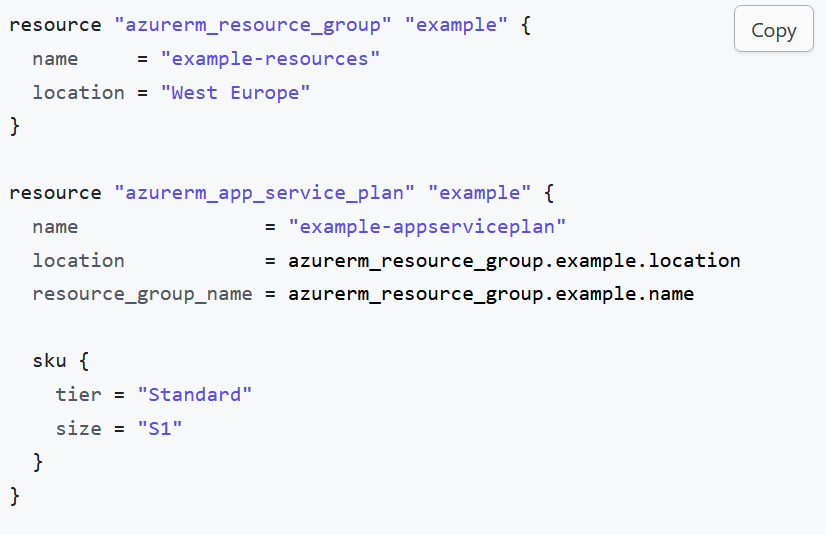 resource "azurerm_resource_group" "example" {
Copy
  name     = "example-resources"
  location = "West Europe"
}

resource "azurerm_app_service_plan" "example" {
  name                = "example-appserviceplan"
  location            = azurerm_resource_group.example.location
  resource_group_name = azurerm_resource_group.example.name

  sku {
    tier = "Standard"
    size = "S1"
  }
}